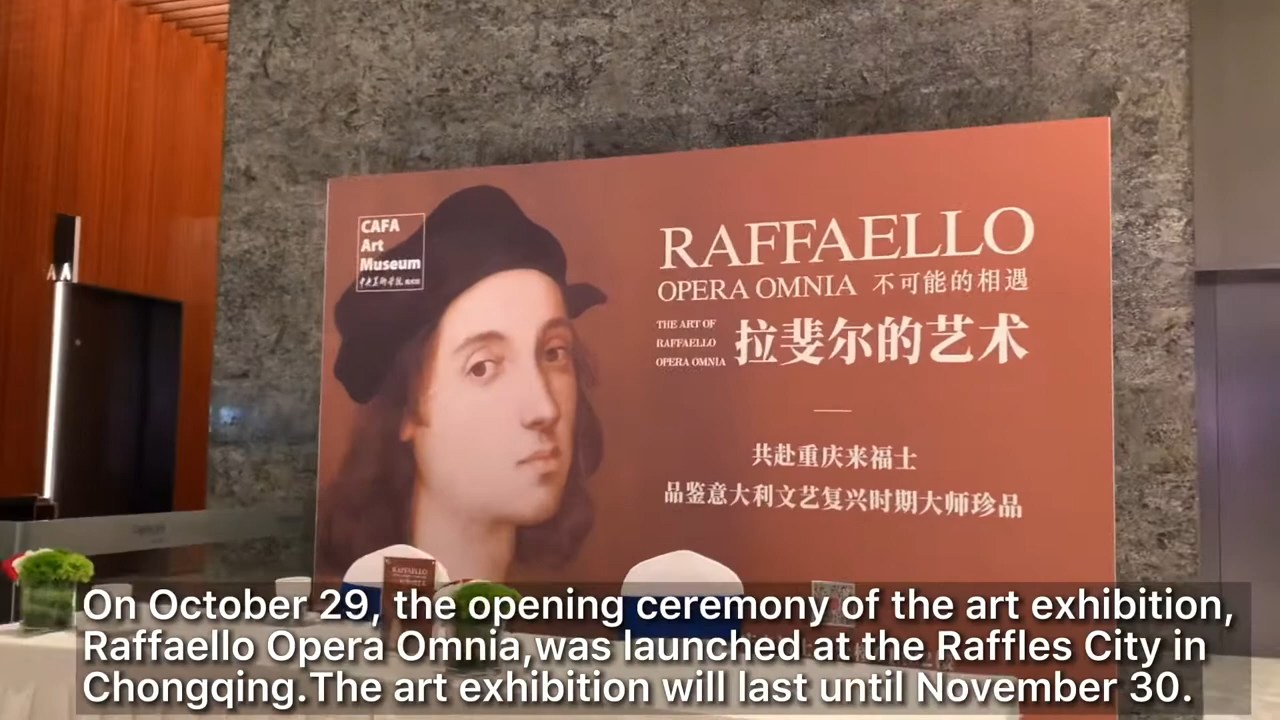 CAFA
Art
Museum
中央美术学院 美术馆
RAFFAELLO
OPERA OMNIA 不可能的相遇
THE ART OF
RAFFAELLO
OPERA OMNIA
拉斐尔的艺术
共赴重庆来福士
品鉴意大利文艺复兴时期大师珍品
RAFFAELLO
On October 29, the opening ceremony of the art exhibition,
Raffaello Opera Omnia,was launched at the Raffles City in
Chongqing.The art exhibition will last until November 30.